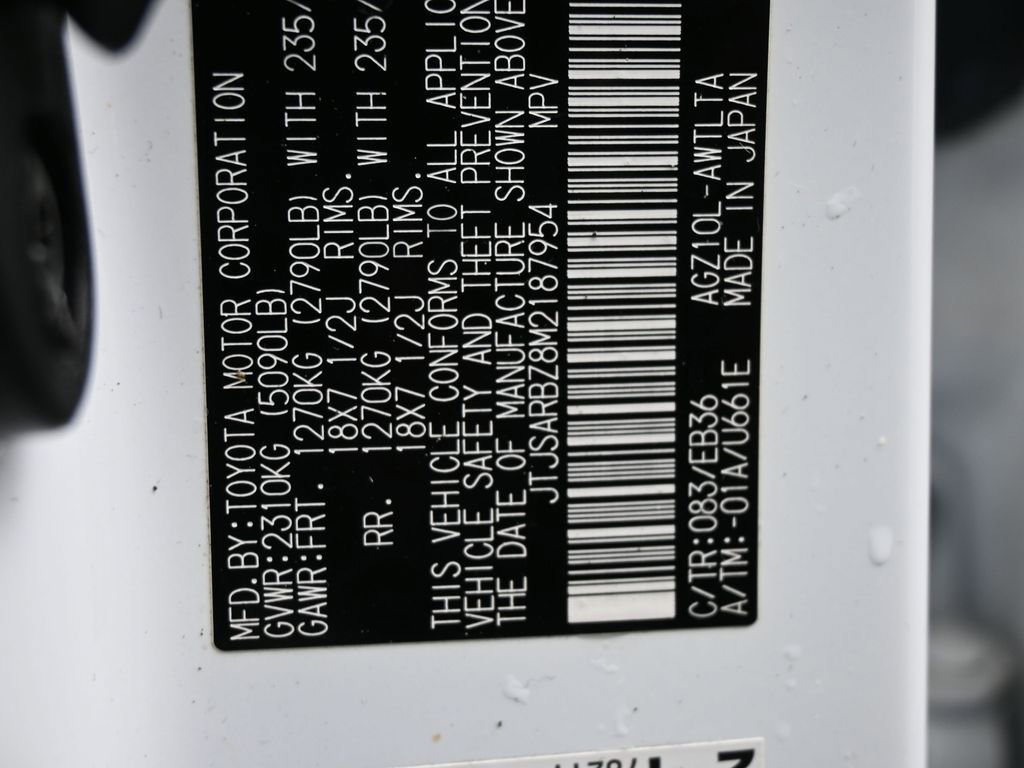 MFD.BY:TOYOTA MOTOR CORPORATION
GVWR:2310KG (5090LB)
GAWR:FRT. 1270KG (2790LB) WITH 235/
18X7 1/2J RIMS.
RR. 1270KG (2790LB) WITH 235/
18X7 1/2J RIMS.
THIS VEHICLE CONFORMS TO ALL APPLIC
VEHICLE SAFETY AND THEFT PREVENTION
THE DATE OF MANUFACTURE SHOWN ABOVE
JTJSARBZ8M2187954 MPV
C/TR:083/EB36 AGZ10L-AWTLTA
A/TM:-01A/U661E MADE IN JAPAN